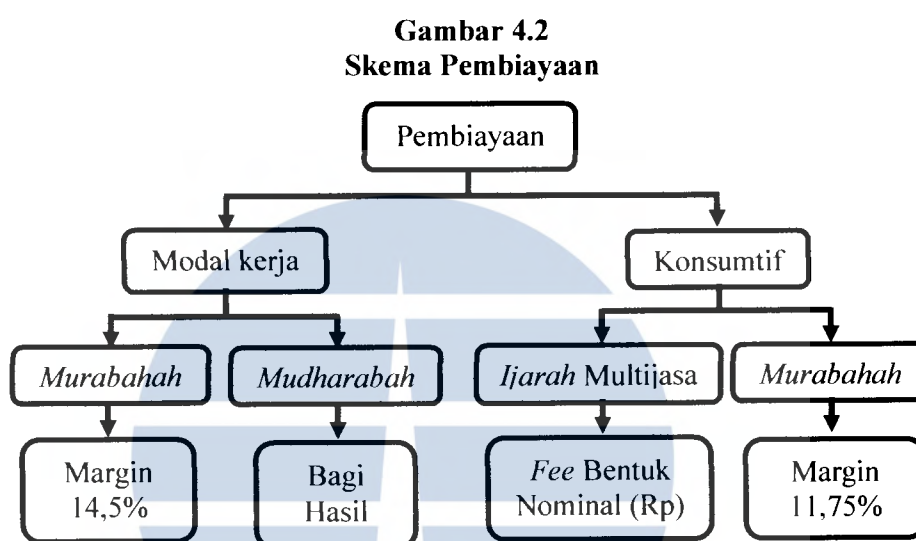 Gambar 4.2
Skema Pembiayaan
Pembiayaan
Modal kerja
Konsumtif
Murabahah
Mudharabah
Ijarah Multijasa
Murabahah
Margin
14,5%
Bagi
Hasil
Fee Bentuk
Nominal (Rp)
Margin
11,75%